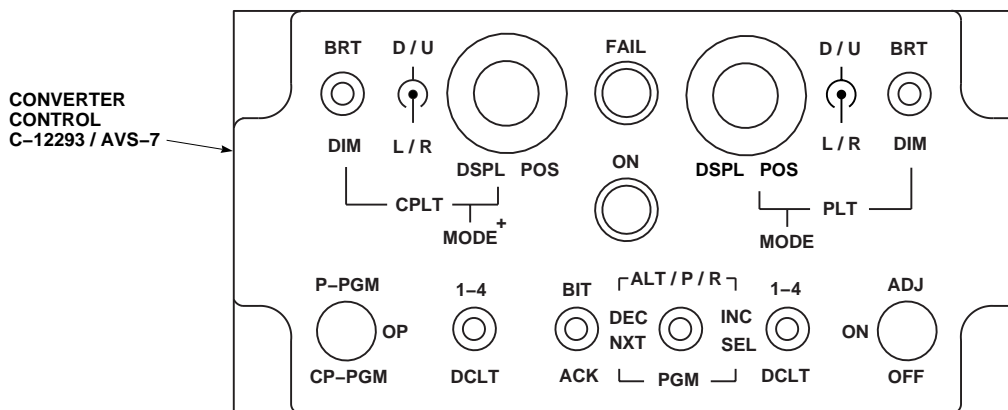 CONVERTER
CONTROL
C–12293 / AVS–7
BRT D / U FAIL D / U BRT
DIM L / R DSPL POS ON DSPL POS L / R DIM
CPLT PLT
MODE + MODE
P–PGM 1–4 BIT ALT / P / R 1–4 ADJ
OP DEC INC ON
NXT SEL
CP–PGM DCLT ACK PGM DCLT OFF